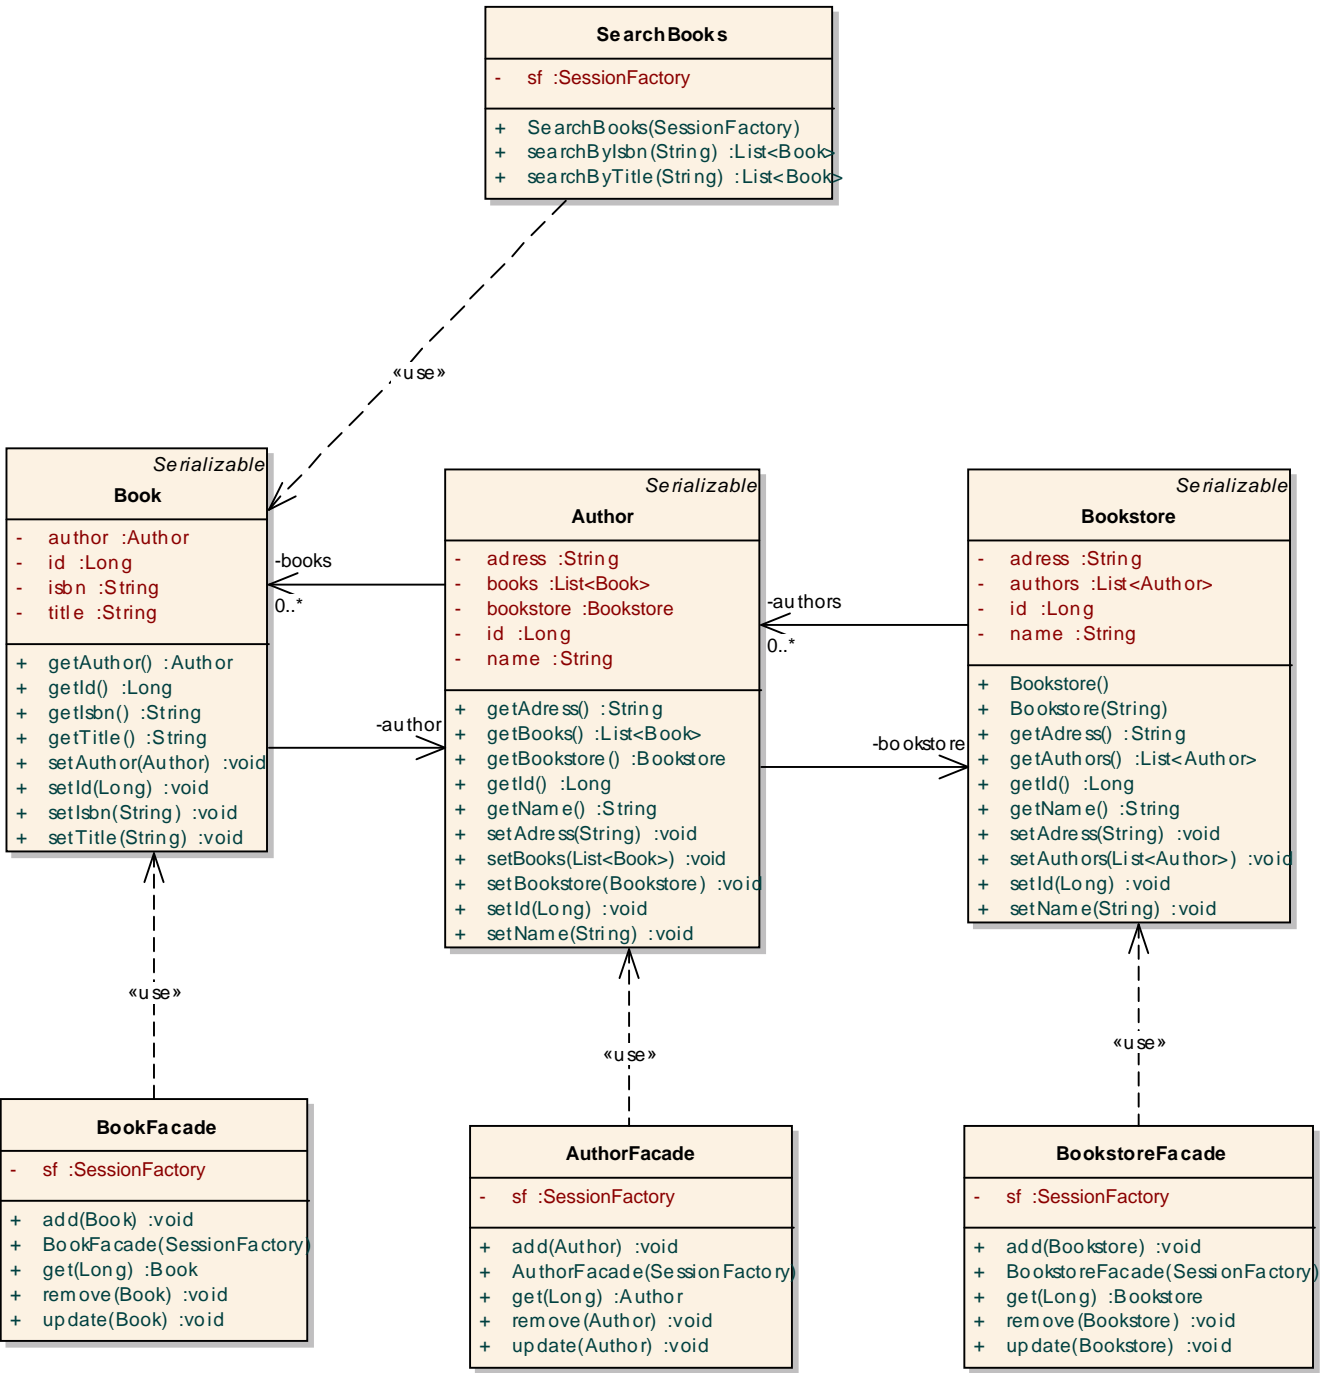 SearchBooks
- sf :SessionFactory
+ SearchBooks(SessionFactory)
+ searchByIsbn(String) :List<Book>
+ searchByTitle(String) :List<Book>
«use»
Serializable
Book
- author :Author
- id :Long
- isbn :String
- title :String
+ getAuthor() :Author
+ getId() :Long
+ getIsbn() :String
+ getTitle() :String
+ setAuthor(Author) :void
+ setId(Long) :void
+ setIsbn(String) :void
+ setTitle(String) :void
-books
0..*
-author
Serializable
Author
- adress :String
- books :List<Book>
- bookstore :Bookstore
- id :Long
- name :String
+ getAdress() :String
+ getBooks() :List<Book>
+ getBookstore() :Bookstore
+ getId() :Long
+ getName() :String
+ setAdress(String) :void
+ setBooks(List<Book>) :void
+ setBookstore(Bookstore) :void
+ setId(Long) :void
+ setName(String) :void
-authors
0..*
-bookstore
Serializable
Bookstore
- adress :String
- authors :List<Author>
- id :Long
- name :String
+ Bookstore()
+ Bookstore(String)
+ getAdress() :String
+ getAuthors() :List<Author>
+ getId() :Long
+ getName() :String
+ setAdress(String) :void
+ setAuthors(List<Author>) :void
+ setId(Long) :void
+ setName(String) :void
«use»
«use»
«use»
BookFacade
- sf :SessionFactory
+ add(Book) :void
+ BookFacade(SessionFactory)
+ get(Long) :Book
+ remove(Book) :void
+ update(Book) :void
AuthorFacade
- sf :SessionFactory
+ add(Author) :void
+ AuthorFacade(SessionFactory)
+ get(Long) :Author
+ remove(Author) :void
+ update(Author) :void
BookstoreFacade
- sf :SessionFactory
+ add(Bookstore) :void
+ BookstoreFacade(SessionFactory)
+ get(Long) :Bookstore
+ remove(Bookstore) :void
+ update(Bookstore) :void